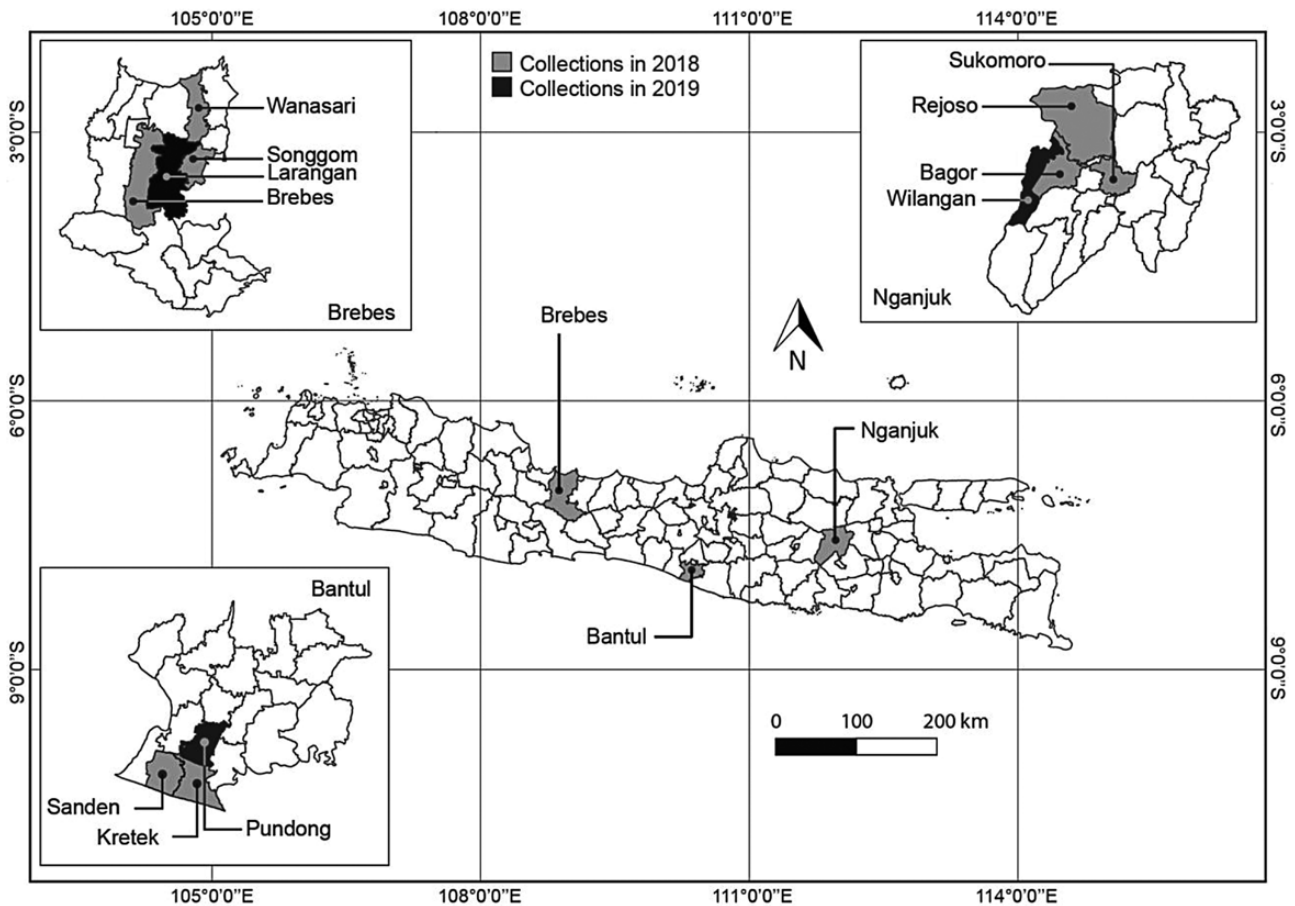 105°0'0"E
108°0'0"E
111°0'0"E
114°0'0"E
3°0'0"S
3°0'0"S
Wanasari
Songgom
Larangan
Brebes
Brebes
Collections in 2018
Collections in 2019
Sukomoro
Rejoso
Bagor
Wilangan
Nganjuk
N
Brebes
Nganjuk
Bantul
6°0'0"S
6°0'0"S
Bantul
Sanden
Kretek
Pundong
9°0'0"S
9°0'0"S
0 100 200 km
105°0'0"E
108°0'0"E
111°0'0"E
114°0'0"E